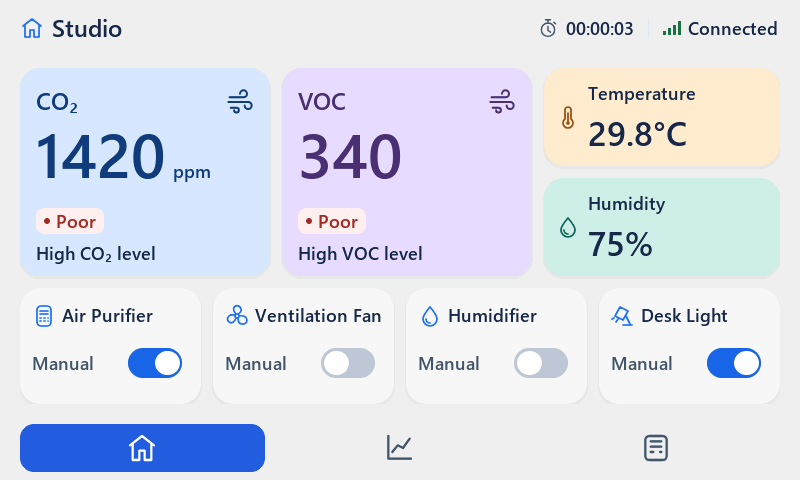 Studio
00:00:03
Connected
CO₂
1420 ppm
Poor
High CO₂ level
VOC
340
Poor
High VOC level
Temperature
29.8°C
Humidity
75%
Air Purifier
Manual
Ventilation Fan
Manual
Humidifier
Manual
Desk Light
Manual